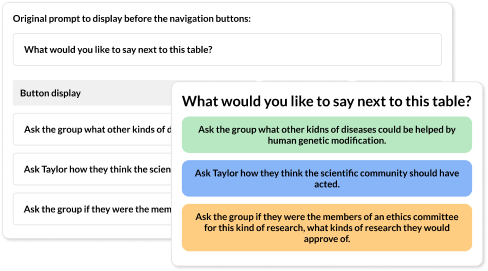 Original prompt to display before the navigation buttons:
What would you like to say next to this table?
Button display
Ask the group what other kinds of d
Ask Taylor how they think the scien
Ask the group if they were the mem
What would you like to say next to this table?
Ask the group what other kidns of diseases could be helped by
human genetic modification.
Ask Taylor how they think the scientific community should have
acted.
Ask the group if they were the members of an ethics committee
for this kind of research, what kinds of research they would
approve of.